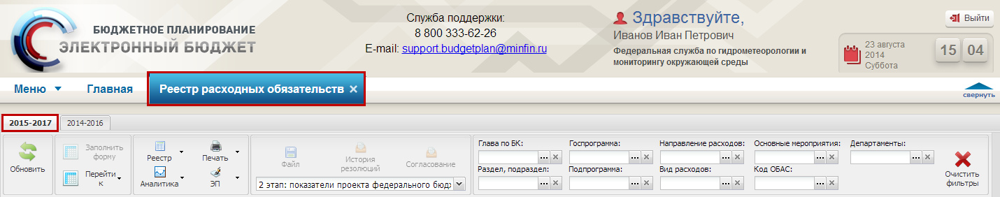 БЮДЖЕТНОЕ ПЛАНИРОВАНИЕ
ЭЛЕКТРОННЫЙ БЮДЖЕТ
Служба поддержки:
8 800 333-62-26
E-mail: support.budgetplan@minfin.ru
Здравствуйте,
Иванов Иван Петрович
Федеральная служба по гидрометеорологии и
мониторингу окружающей среды
Выйти
23 августа
2014
Суббота
15 04
Меню Главная Реестр расходных обязательств
свернуть
2015-2017 2014-2016
Обновить
Заполнить
форму
Перейти
к
Реестр
Аналитика
Печать
ЭП
Файл
История
резолюций
Согласование
2 этап: показатели проекта федерального бюд
Глава по БК: Госпрограмма: Направление расходов: Основные мероприятия: Департаменты:
Раздел, подраздел: Подпрограмма: Вид расходов: Код ОБАС:
Очистить
фильтры